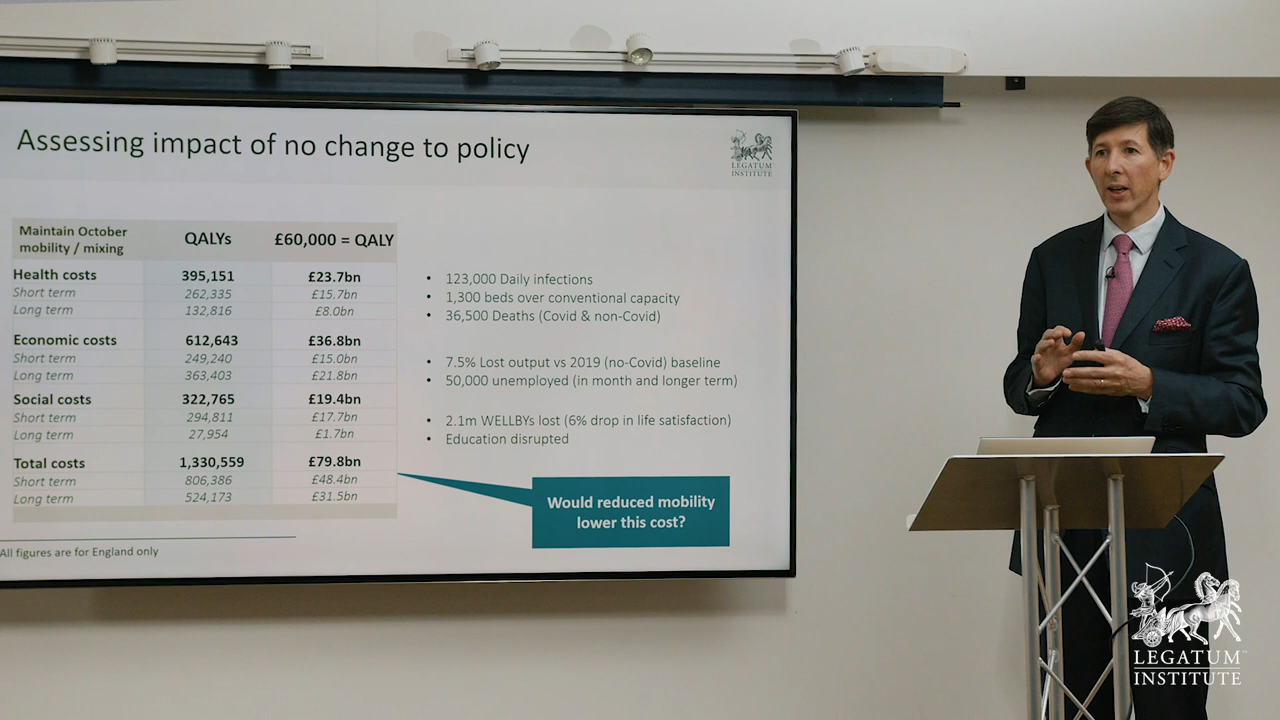 Assessing impact of no change to policy
LEGATUM
INSTITUTE
Maintain October
mobility / mixing
QALYs
£60,000 = QALY
Health costs 395,151 £23.7bn
Short term 262,335 £15.7bn
Long term 132,816 £8.0bn
Economic costs 612,643 £36.8bn
Short term 249,240 £15.0bn
Long term 363,403 £21.8bn
Social costs 322,765 £19.4bn
Short term 294,811 £17.7bn
Long term 27,954 £1.7bn
Total costs 1,330,559 £79.8bn
Short term 806,386 £48.4bn
Long term 524,173 £31.5bn
• 123,000 Daily infections
• 1,300 beds over conventional capacity
• 36,500 Deaths (Covid & non-Covid)
• 7.5% Lost output vs 2019 (no-Covid) baseline
• 50,000 unemployed (in month and longer term)
• 2.1m WELLBYs lost (6% drop in life satisfaction)
• Education disrupted
Would reduced mobility
lower this cost?
All figures are for England only
LEGATUM™
INSTITUTE